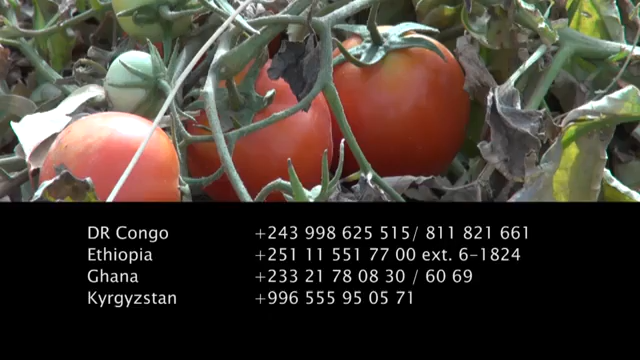 DR Congo +243 998 625 515/ 811 821 661
Ethiopia +251 11 551 77 00 ext. 6-1824
Ghana +233 21 78 08 30 / 60 69
Kyrgyzstan +996 555 95 05 71